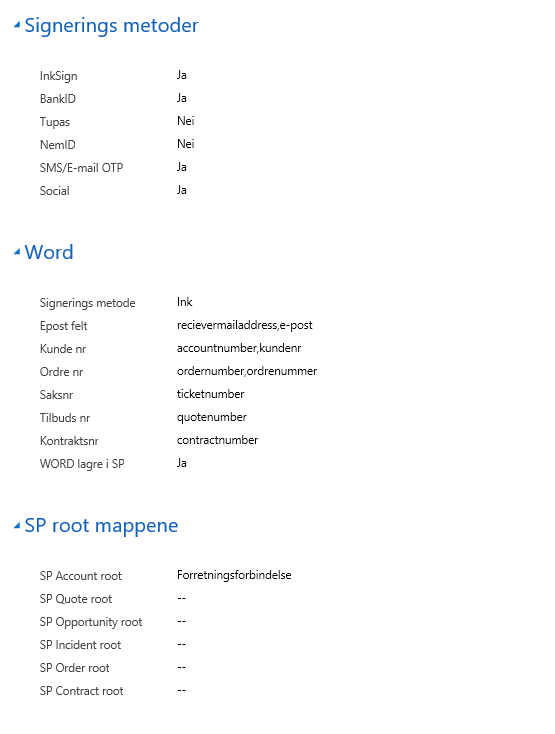 Signerings metoder
InkSign Ja
BankID Ja
Tupas Nei
NemID Nei
SMS/E-mail OTP Ja
Social Ja
Word
Signerings metode Ink
Epost felt recievermailaddress,e-post
Kunde nr accountnumber,kundenr
Ordre nr ordernumber,ordrenummer
Saksnr ticketnumber
Tilbuds nr quotenumber
Kontraktsnr contractnumber
WORD lagre i SP Ja
SP root mappene
SP Account root Forretningsforbindelse
SP Quote root --
SP Opportunity root --
SP Incident root --
SP Order root --
SP Contract root --